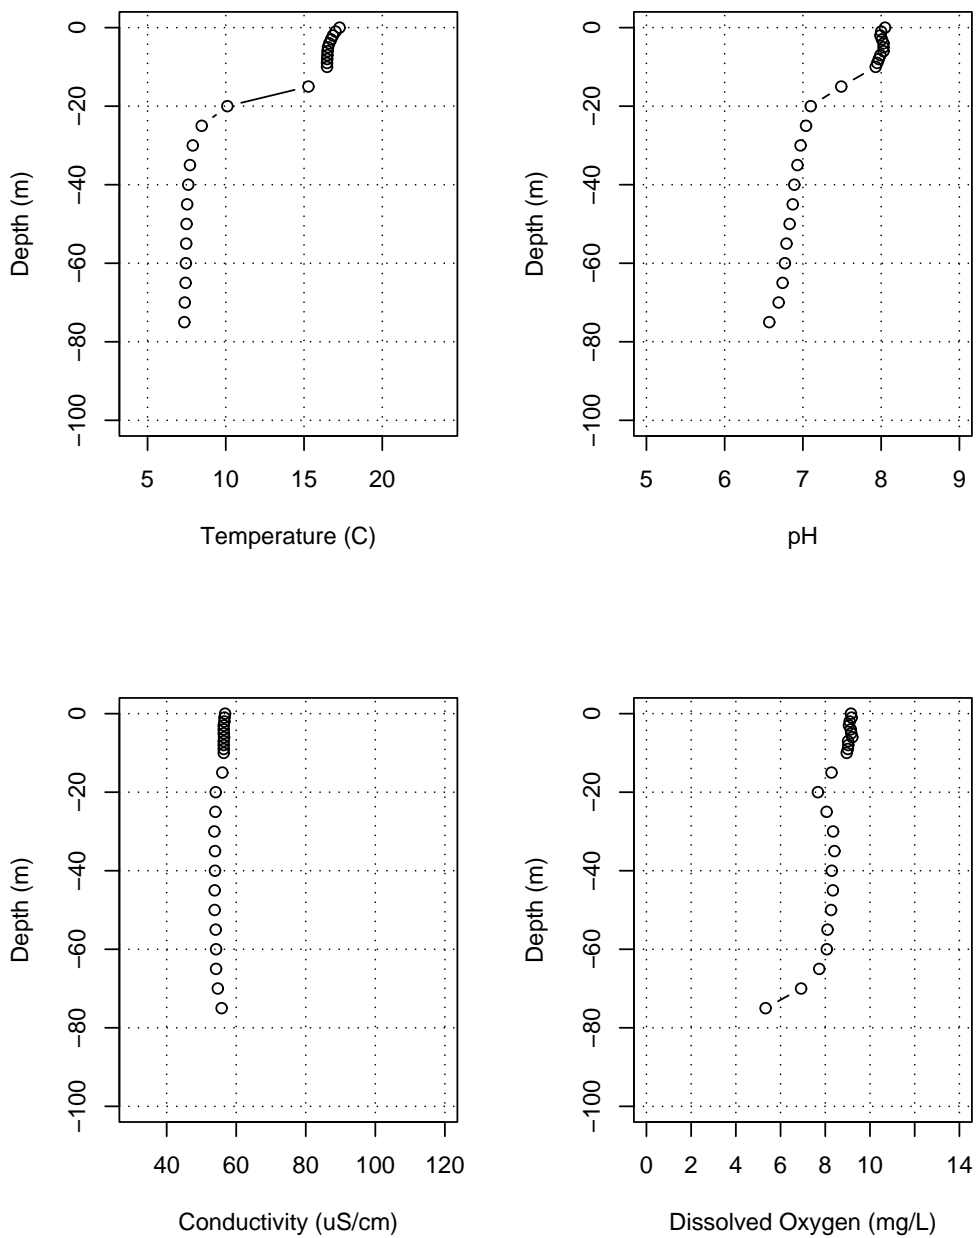 0
−20
−40
−60
−80
−100
Depth (m)
5 10 15 20
Temperature (C)
0
−20
−40
−60
−80
−100
Depth (m)
5 6 7 8 9
pH
0
−20
−40
−60
−80
−100
Depth (m)
40 60 80 100 120
Conductivity (uS/cm)
0
−20
−40
−60
−80
−100
Depth (m)
0 2 4 6 8 10 14
Dissolved Oxygen (mg/L)